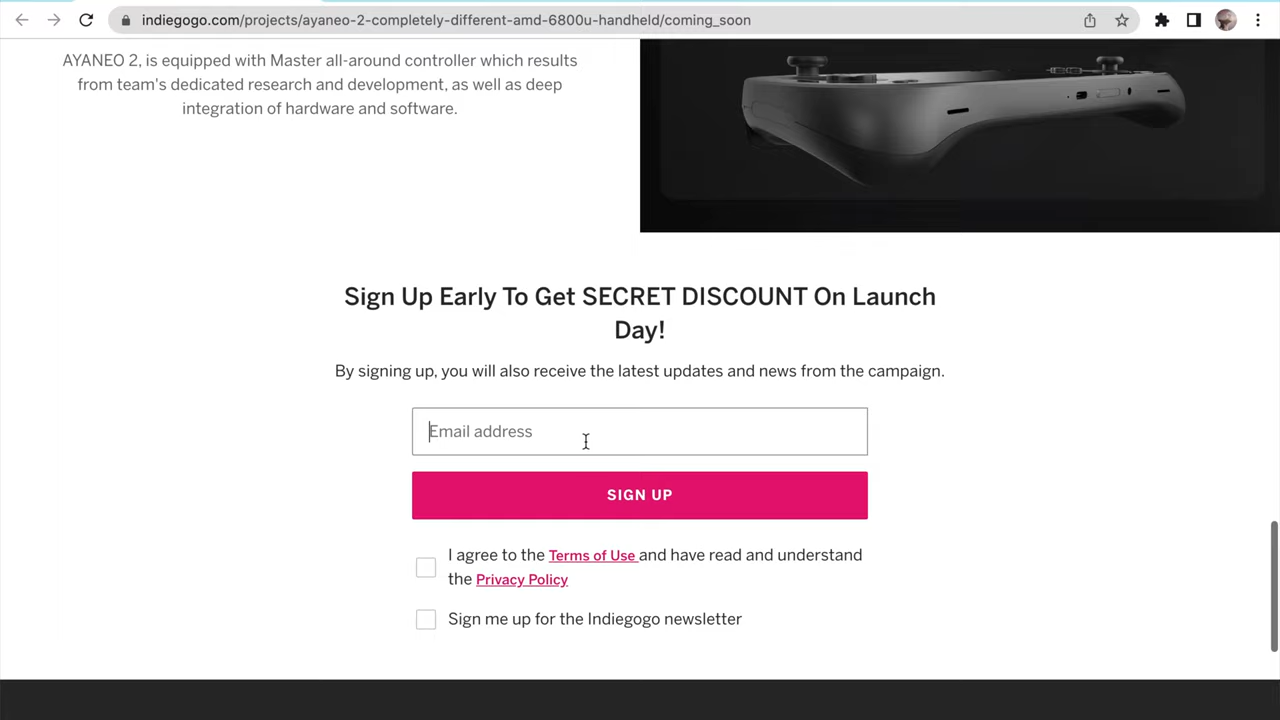 indiegogo.com/projects/ayaneo-2-completely-different-amd-6800u-handheld/coming_soon
AYANEO 2, is equipped with Master all-around controller which results
from team's dedicated research and development, as well as deep
integration of hardware and software.
Sign Up Early To Get SECRET DISCOUNT On Launch
Day!
By signing up, you will also receive the latest updates and news from the campaign.
Email address
SIGN UP
I agree to the Terms of Use and have read and understand
the Privacy Policy
Sign me up for the Indiegogo newsletter